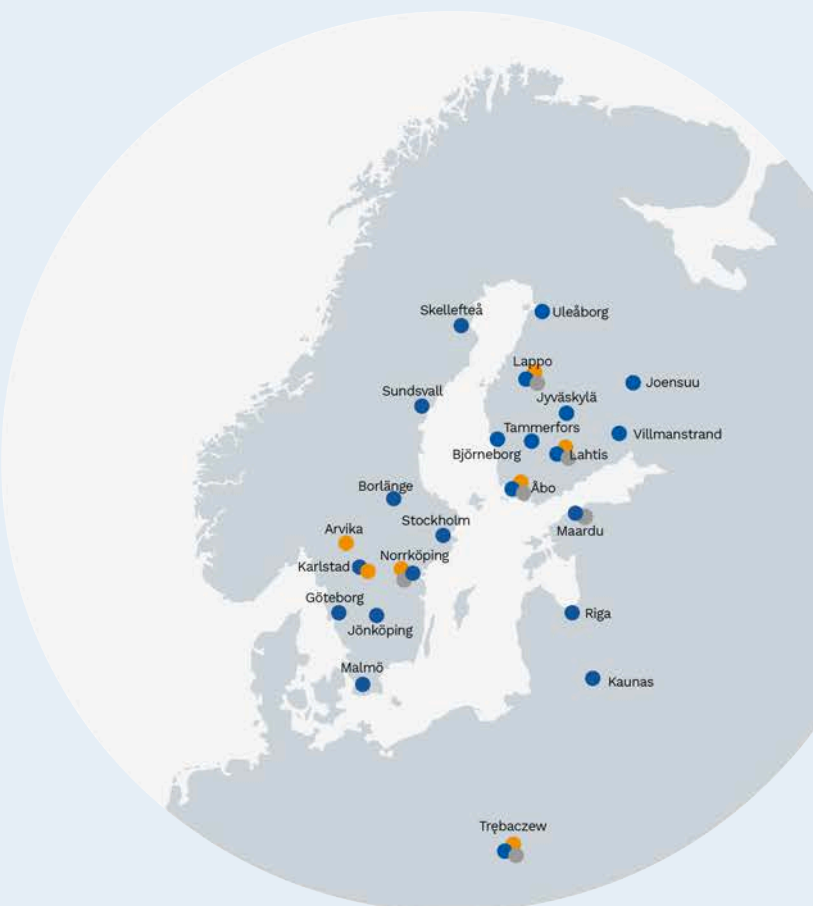 Skellefteå
Uleåborg
Lappo
Joensuu
Jyväskylä
Sundsvall
Tammerfors
Villmanstrand
Björneborg
Lahtis
Borlänge
Åbo
Stockholm
Arvika
Maardu
Norrköping
Karlstad
Göteborg
Riga
Jönköping
Malmö
Kaunas
Trębaczew